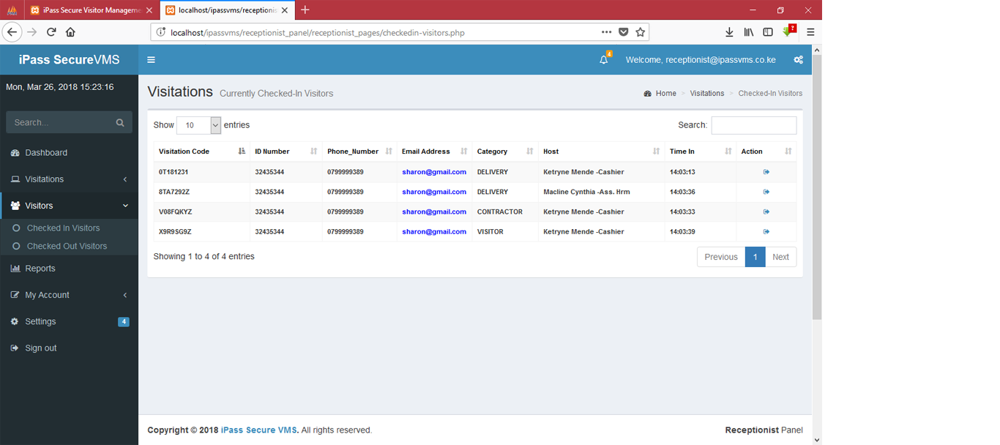 iPass Secure Visitor Manageme
localhost/ipassvms/receptionis
localhost/ipassvms/receptionist_panel/receptionist_pages/checkedin-visitors.php
?
iPass SecureVMS
4
Welcome, receptionist@ipassvms.co.ke
Mon, Mar 26, 2018 15:23:16
Search...
Dashboard
Visitations
Visitors
Checked In Visitors
Checked Out Visitors
Reports
My Account
Settings 4
Sign out
Visitations Currently Checked-In Visitors
Home > Visitations > Checked-In Visitors
Show 10 entries
Search:
Visitation Code ID Number Phone_Number Email Address Category Host Time In Action
0T181231 32435344 0799999389 sharon@gmail.com DELIVERY Ketryne Mende -Cashier 14:03:13
8TA7292Z 32435344 0799999389 sharon@gmail.com DELIVERY Macline Cynthia -Ass. Hrm 14:03:36
V08FQKYZ 32435344 0799999389 sharon@gmail.com CONTRACTOR Ketryne Mende -Cashier 14:03:33
X9R9SG9Z 32435344 0799999389 sharon@gmail.com VISITOR Ketryne Mende -Cashier 14:03:39
Showing 1 to 4 of 4 entries
Previous 1 Next
Copyright © 2018 iPass Secure VMS. All rights reserved.
Receptionist Panel